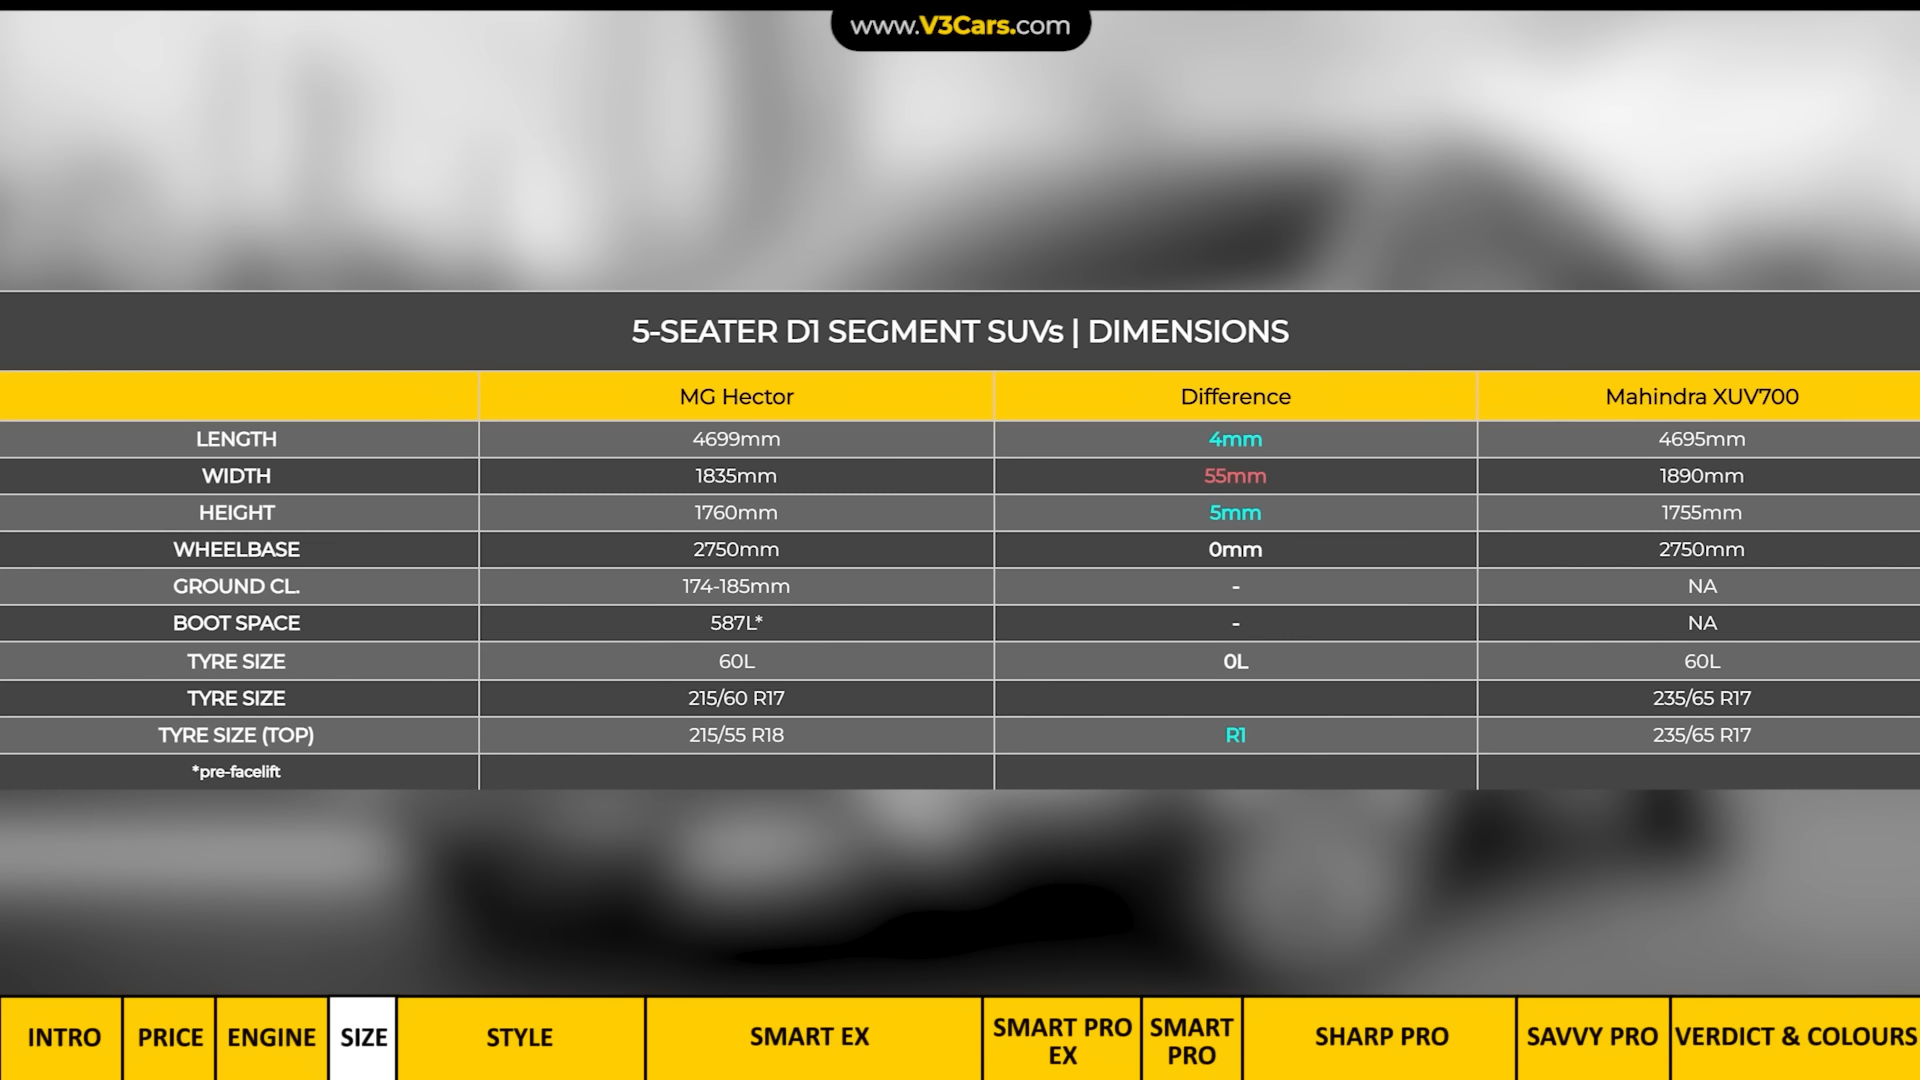 www.V3Cars.com
5-SEATER D1 SEGMENT SUVs | DIMENSIONS
MG Hector Difference Mahindra XUV700
LENGTH 4699mm 4mm 4695mm
WIDTH 1835mm 55mm 1890mm
HEIGHT 1760mm 5mm 1755mm
WHEELBASE 2750mm 0mm 2750mm
GROUND CL. 174-185mm - NA
BOOT SPACE 587L* - NA
TYRE SIZE 60L 0L 60L
TYRE SIZE 215/60 R17 235/65 R17
TYRE SIZE (TOP) 215/55 R18 R1 235/65 R17
*pre-facelift
INTRO PRICE ENGINE SIZE STYLE SMART EX SMART PRO EX SMART PRO SHARP PRO SAVVY PRO VERDICT & COLOURS